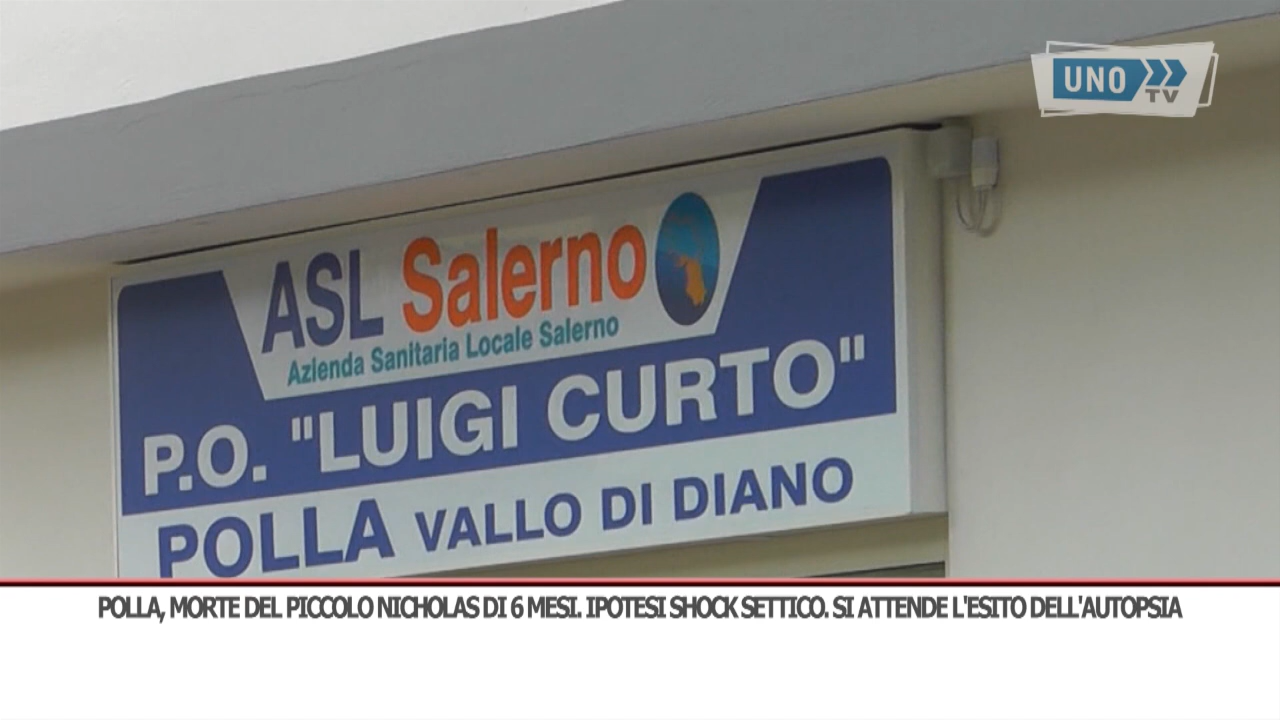 UNO
TV
ASL Salerno
Azienda Sanitaria Locale Salerno
P.O. "LUIGI CURTO"
POLLA VALLO DI DIANO
POLLA, MORTE DEL PICCOLO NICHOLAS DI 6 MESI. IPOTESI SHOCK SETTICO. SI ATTENDE L'ESITO DELL'AUTOPSIA